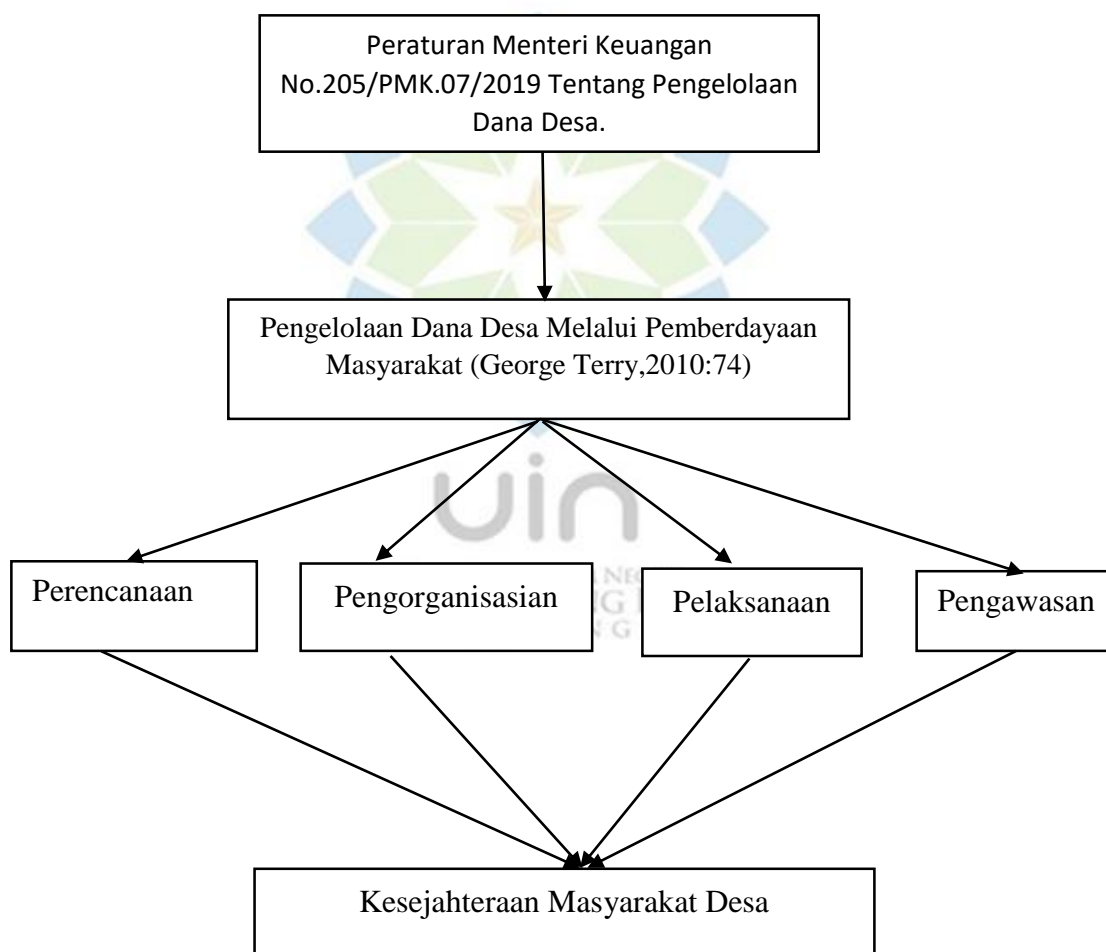 Peraturan Menteri Keuangan
No.205/PMK.07/2019 Tentang Pengelolaan
Dana Desa.
Pengelolaan Dana Desa Melalui Pemberdayaan
Masyarakat (George Terry,2010:74)
uin
Perencanaan
Pengorganisasian
Pelaksanaan
Pengawasan
Kesejahteraan Masyarakat Desa